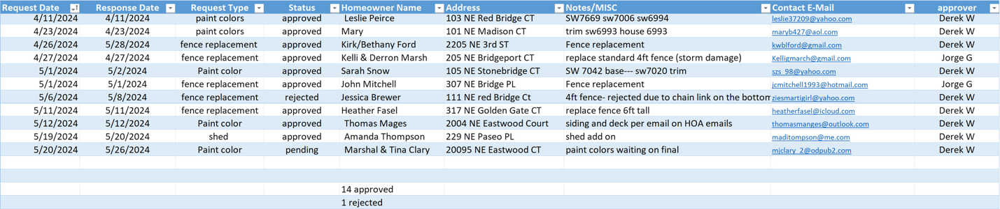 Request Date Response Date Request Type Status Homeowner Name Address Notes/MISC Contact E-Mail approver
4/11/2024 4/11/2024 paint colors approved Leslie Peirce 103 NE Red Bridge CT SW7669 sw7006 sw6994 leslie37209@yahoo.com Derek W
4/23/2024 4/23/2024 paint colors approved Mary 101 NE Madison CT trim sw6993 house 6993 maryb427@aol.com Derek W
4/26/2024 5/28/2024 fence replacement approved Kirk/Bethany Ford 2205 NE 3rd ST Fence replacement kwblford@gmail.com Derek W
4/27/2024 4/27/2024 fence replacement approved Kelli & Derron Marsh 205 NE Bridgeport CT replace standard 4ft fence (storm damage) Kelligmarch@gmail.com Jorge G
5/1/2024 5/2/2024 Paint color approved Sarah Snow 105 NE Stonebridge CT SW 7042 base--- sw7020 trim szs_98@yahoo.com Derek W
5/1/2024 5/1/2024 fence replacement approved John Mitchell 307 NE Bridge PL Fence replacement jcmitchell1993@hotmail.com Jorge G
5/6/2024 5/8/2024 fence replacement rejected Jessica Brewer 111 NE red Bridge Ct 4ft fence- rejected due to chain link on the bottom ziesmartigirl@yahoo.com Derek W
5/11/2024 5/11/2024 fence replacement approved Heather Fasel 317 NE Golden Gate CT replace fence 6ft tall heatherfasel@icloud.com Derek W
5/12/2024 5/12/2024 Paint color approved Thomas Mages 2004 NE Eastwood Court siding and deck per email on HOA emails thomasmanges@outlook.com Derek W
5/19/2024 5/20/2024 shed approved Amanda Thompson 229 NE Paseo PL shed add on maditompson@me.com Derek W
5/20/2024 5/26/2024 Paint color pending Marshal & Tina Clary 20095 NE Eastwood CT paint colors waiting on final mjclary_2@odpub2.com Derek W
14 approved
1 rejected